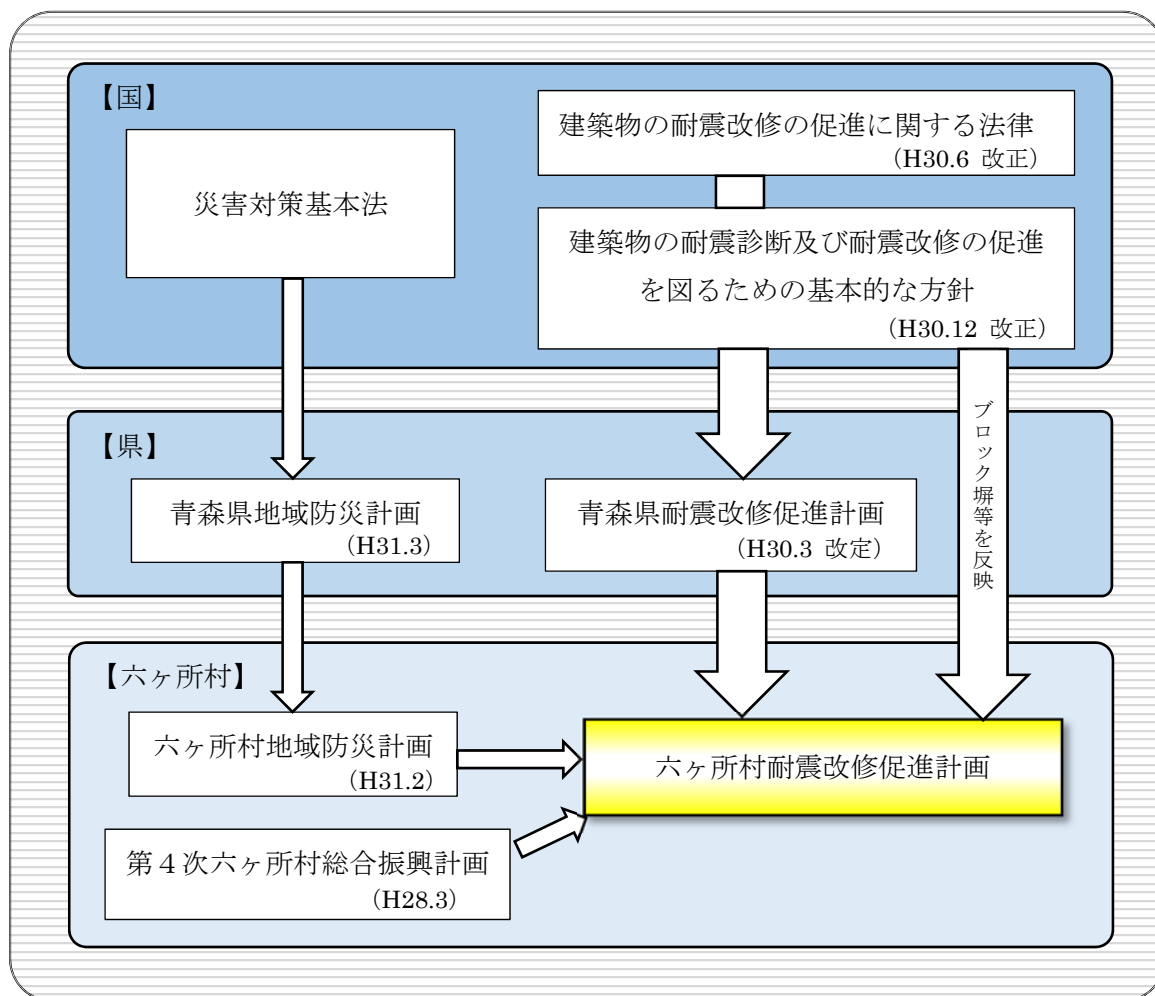 【国】
災害対策基本法
建築物の耐震改修の促進に関する法律
(H30.6 改正)
建築物の耐震診断及び耐震改修の促進
を図るための基本的な方針
(H30.12 改正)
ブロック塀等を反映
【県】
青森県地域防災計画
(H31.3)
青森県耐震改修促進計画
(H30.3 改定)
【六ヶ所村】
六ヶ所村地域防災計画
(H31.2)
六ヶ所村耐震改修促進計画
第４次六ヶ所村総合振興計画
(H28.3)